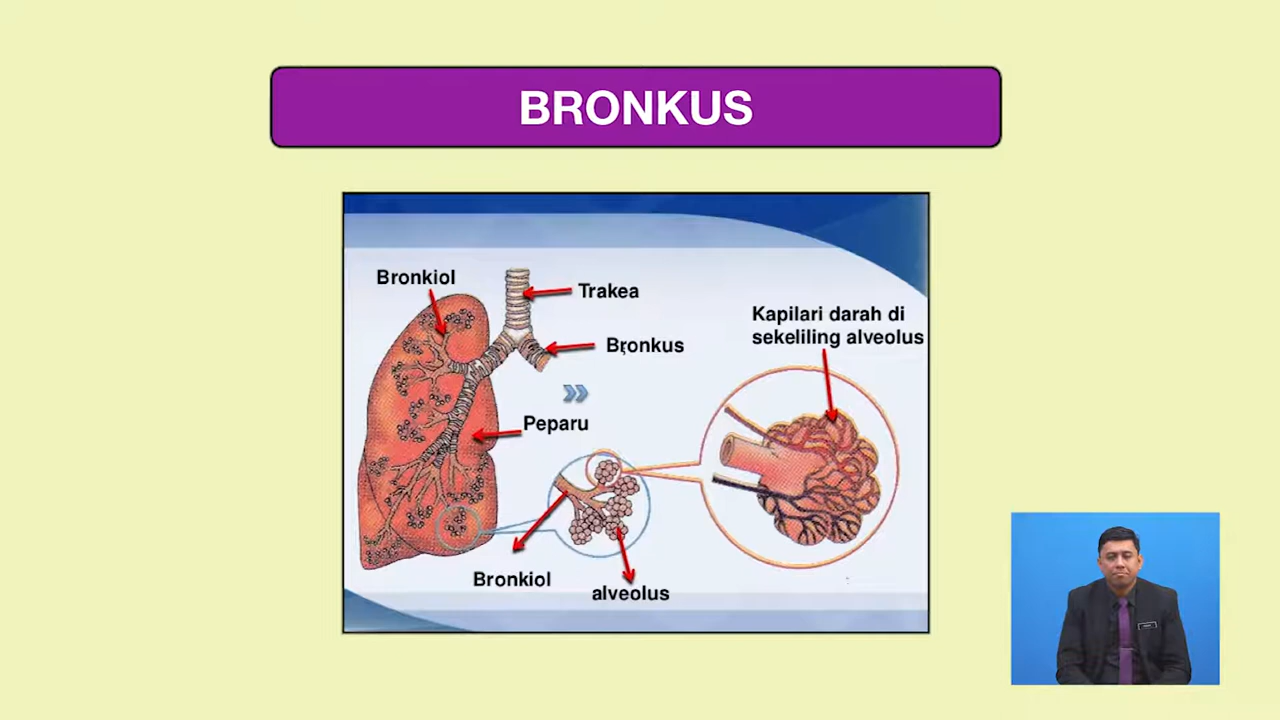 BRONKUS
Bronkiol
Trakea
Kapilari darah di
sekeliling alveolus
Bronkus
Peparu
Bronkiol
alveolus